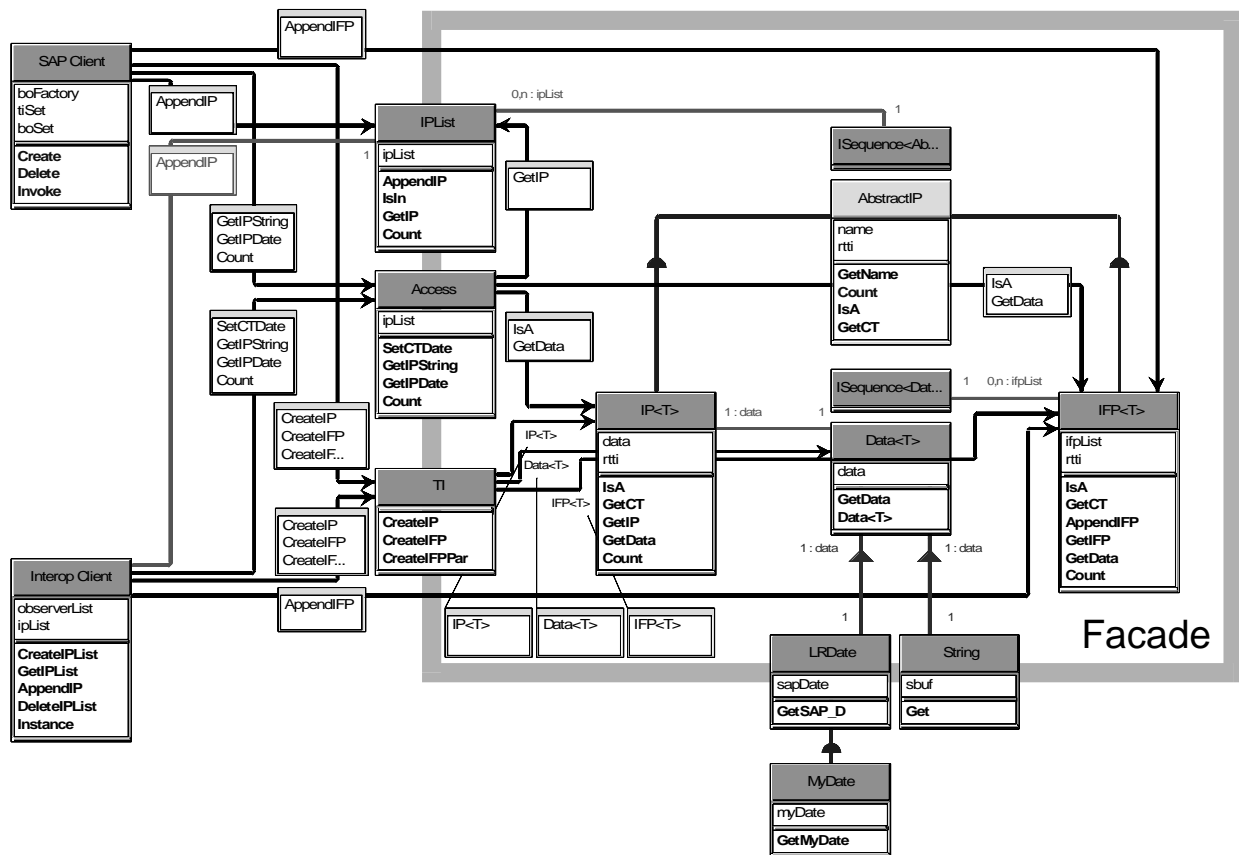 AppendIFP
SAP Client
boFactory
tiSet
boSet
Create
Delete
Invoke
AppendIP
AppendIP
1
IPList
ipList
AppendIP
IsIn
GetIP
Count
0,n : ipList
1
ISequence<Ab...
GetIP
AbstractIP
name
rtti
GetName
Count
IsA
GetCT
IsA
GetData
GetIPString
GetIPDate
Count
Access
ipList
SetCTDate
GetIPString
GetIPDate
Count
SetCTDate
GetIPString
GetIPDate
Count
IsA
GetData
ISequence<Dat...
1
0,n : ifpList
IP<T>
data
rtti
IsA
GetCT
GetIP
GetData
Count
1 : data
1
Data<T>
data
GetData
Data<T>
IFP<T>
ifpList
rtti
IsA
GetCT
AppendIFP
GetIFP
GetData
Count
CreateIP
CreateIFP
CreateIF...
IP<T>
Data<T>
IFP<T>
TI
CreateIP
CreateIFP
CreateIFPPar
CreateIP
CreateIFP
CreateIF...
1 : data
1 : data
Interop Client
observerList
ipList
CreateIPList
GetIPList
AppendIP
DeleteIPList
Instance
AppendIFP
IP<T>
Data<T>
IFP<T>
1
1
Facade
LRDate
sapDate
GetSAP_D
String
sbuf
Get
MyDate
myDate
GetMyDate